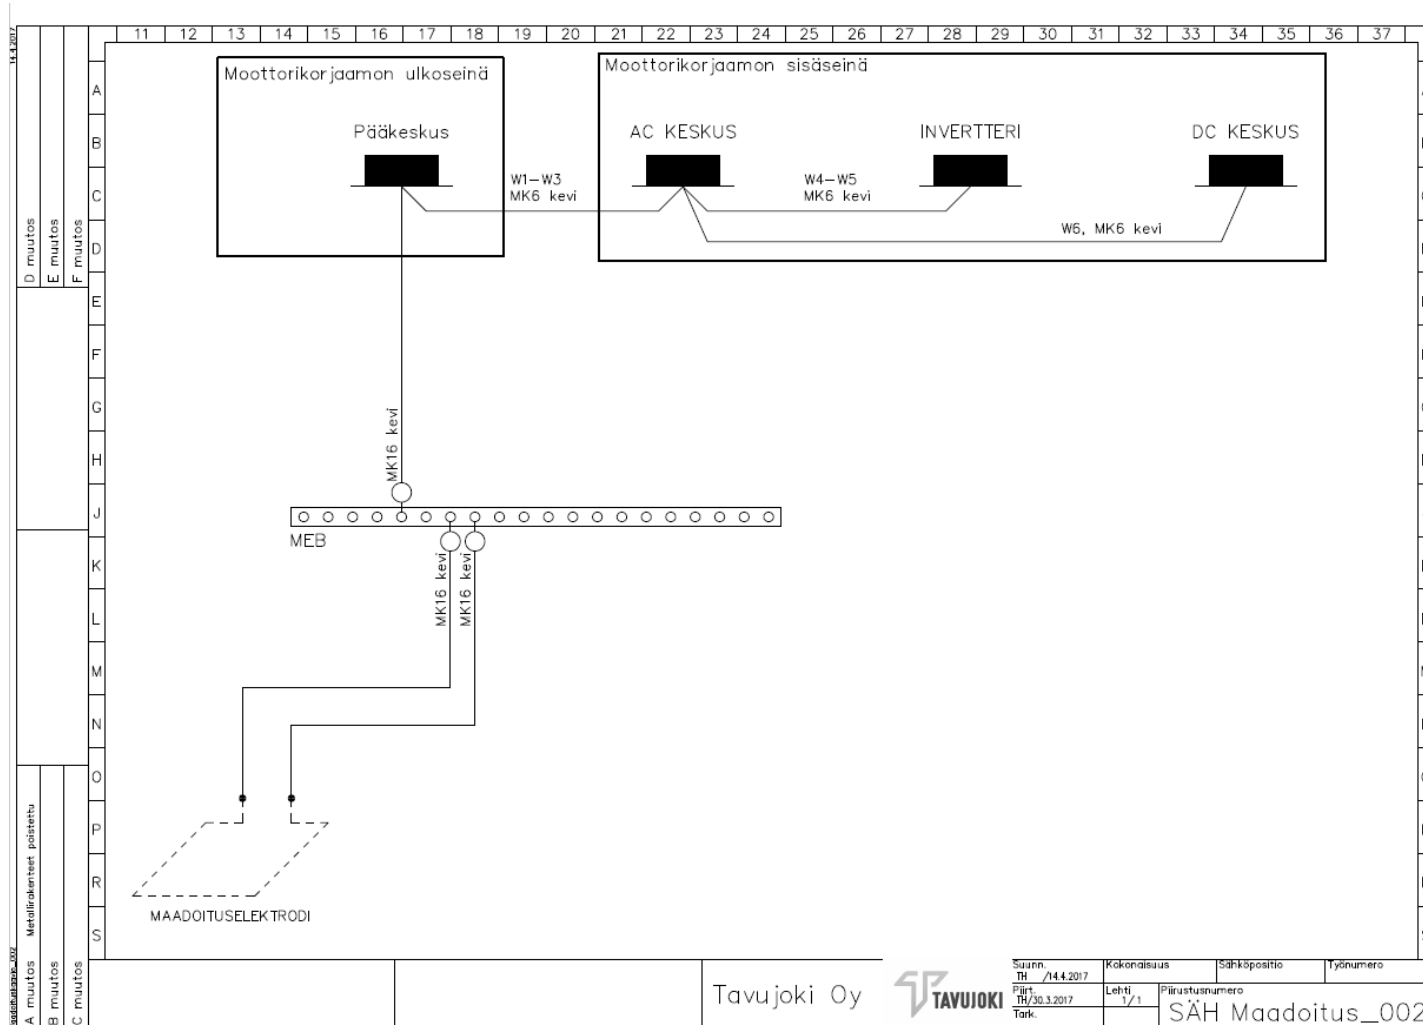 14.4.2017
11 12 13 14 15 16 17 18 19 20 21 22 23 24 25 26 27 28 29 30 31 32 33 34 35 36 37
Moottorikorjaamon ulkoseinä
Moottorikorjaamon sisäseinä
A
Pääkeskus
AC KESKUS
INVERTTERI
DC KESKUS
B
W1-W3
MK6 kevi
W4-W5
MK6 kevi
C
W6, MK6 kevi
D
D muutos
E muutos
F muutos
E
F
G
MK16 kevi
H
J
MEB
K
MK16 kevi
MK16 kevi
L
M
N
O
P
R
MAADOITUSELEKTRODI
S
A muutos Metallirakenteet poistettu
B muutos
C muutos
Tavujoki Oy
TAVUJOKI
Suunn.
TH /14.4.2017
Kokonaisuus
Sähköpositio
Työnumero
Piirt.
TH/30.3.2017
Lehti
1/1
Piirustusnumero
SÄH Maadoitus_002
Tark.